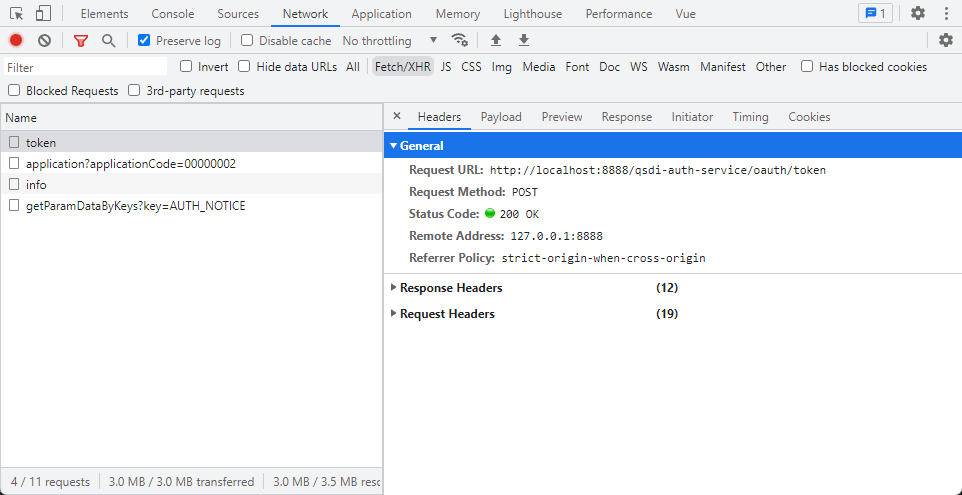 Elements Console Sources Network Application Memory Lighthouse Performance Vue 1
Preserve log Disable cache No throttling
Filter Invert Hide data URLs All Fetch/XHR JS CSS Img Media Font Doc WS Wasm Manifest Other Has blocked cookies
Blocked Requests 3rd-party requests
Name
token
application?applicationCode=00000002
info
getParamDataByKeys?key=AUTH_NOTICE
4 / 11 requests 3.0 MB / 3.0 MB transferred 3.0 MB / 3.5 MB resc
× Headers Payload Preview Response Initiator Timing Cookies
General
Request URL: http://localhost:8888/qsdi-auth-service/oauth/token
Request Method: POST
Status Code: 200 OK
Remote Address: 127.0.0.1:8888
Referrer Policy: strict-origin-when-cross-origin
Response Headers (12)
Request Headers (19)